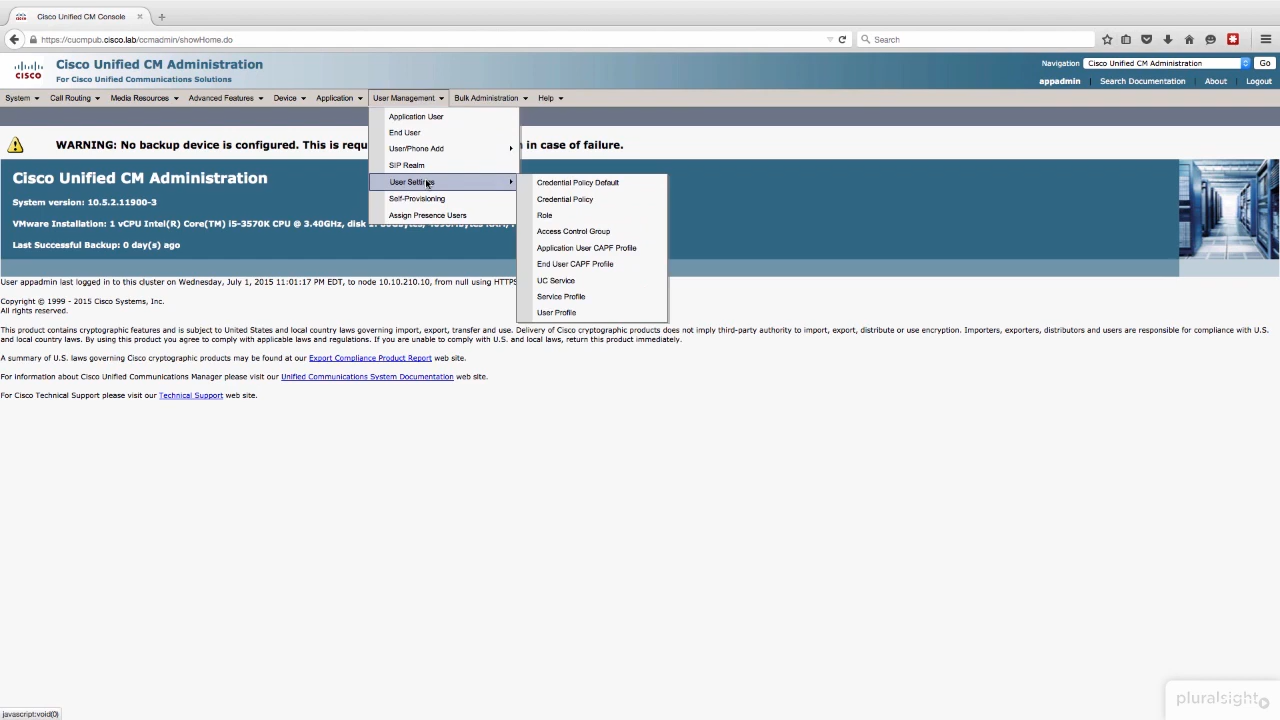 Cisco Unified CM Console
https://cucmpub.cisco.lab/ccmadmin/showHome.do
Search
CISCO
Cisco Unified CM Administration
For Cisco Unified Communications Solutions
Navigation Cisco Unified CM Administration Go
appadmin Search Documentation About Logout
System Call Routing Media Resources Advanced Features Device Application User Management Bulk Administration Help
Application User
End User
User/Phone Add
SIP Realm
User Settings
Self-Provisioning
Assign Presence Users
Credential Policy Default
Credential Policy
Role
Access Control Group
Application User CAPF Profile
End User CAPF Profile
UC Service
Service Profile
User Profile
WARNING: No backup device is configured. This is requ in case of failure.
Cisco Unified CM Administration
System version: 10.5.2.11900-3
VMware Installation: 1 vCPU Intel(R) Core(TM) i5-3570K CPU @ 3.40GHz, disk
Last Successful Backup: 0 day(s) ago
User appadmin last logged in to this cluster on Wednesday, July 1, 2015 11:01:17 PM, to node 10.10.210.10, from null using HTTPS
Copyright © 1999 - 2015 Cisco Systems, Inc.
All rights reserved.
This product contains cryptographic features and is subject to United States and local country laws governing import, export, transfer and use. Delivery of Cisco cryptographic products does not imply third-party authority to import, export, distribute or use encryption. Importers, exporters, distributors and users are responsible for compliance with U.S.
and local country laws. By using this product you agree to comply with applicable laws and regulations. If you are unable to comply with U.S. and local laws, return this product immediately.
A summary of U.S. laws governing Cisco cryptographic products may be found at our Export Compliance Product Report web site.
For information about Cisco Unified Communications Manager please visit our Unified Communications System Documentation web site.
For Cisco Technical Support please visit our Technical Support web site.
pluralsight
javascript:void(0)